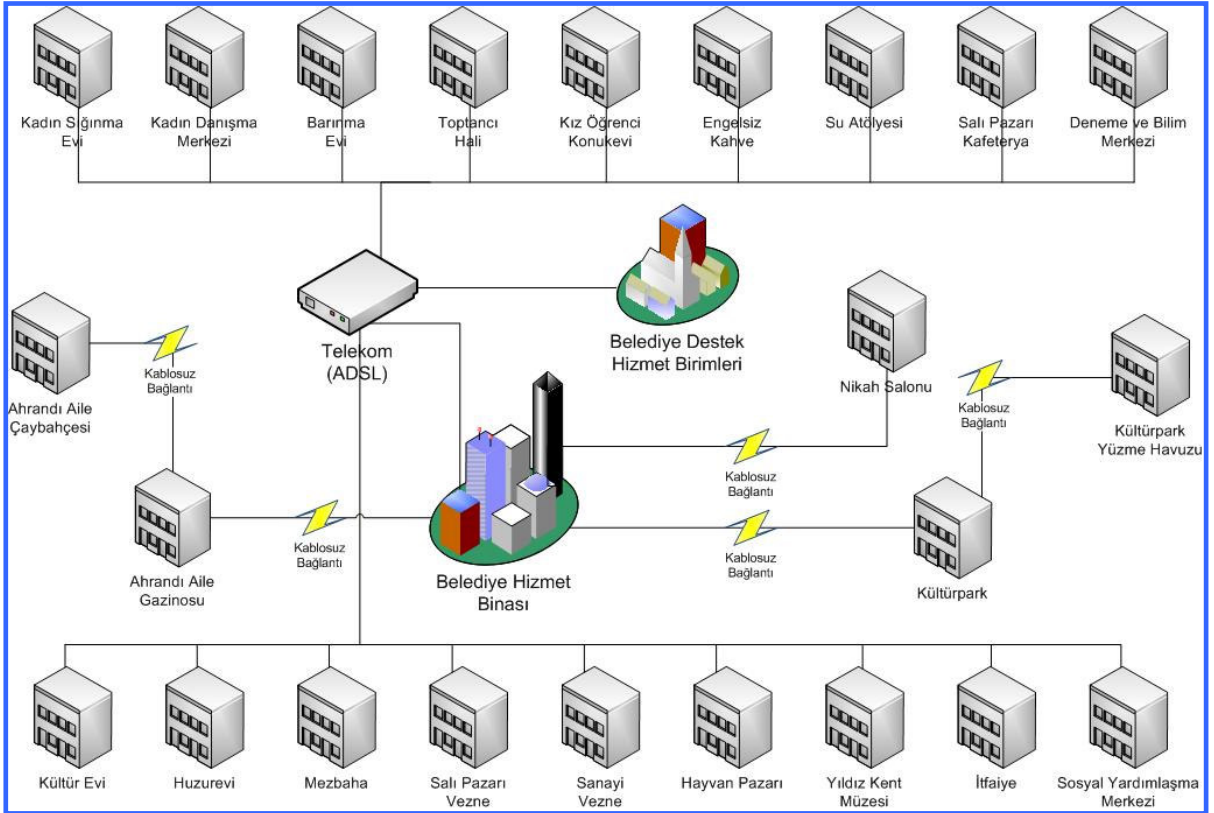 Kadın Sığınma
Evi
Kadın Danışma
Merkezi
Barınma
Evi
Toptancı
Hali
Kız Öğrenci
Konukevi
Engelsiz
Kahve
Su Atölyesi
Salı Pazarı
Kafeterya
Deneme ve Bilim
Merkezi
Telekom
(ADSL)
Belediye Destek
Hizmet Birimleri
Nikah Salonu
Kablosuz
Bağlantı
Ahrandı Aile
Çaybahçesi
Kablosuz
Bağlantı
Kültürpark
Yüzme Havuzu
Kablosuz
Bağlantı
Kablosuz
Bağlantı
Kablosuz
Bağlantı
Ahrandı Aile
Gazinosu
Belediye Hizmet
Binası
Kültürpark
Kültür Evi
Huzurevi
Mezbaha
Salı Pazarı
Vezne
Sanayi
Vezne
Hayvan Pazarı
Yıldız Kent
Müzesi
İtfaiye
Sosyal Yardımlaşma
Merkezi